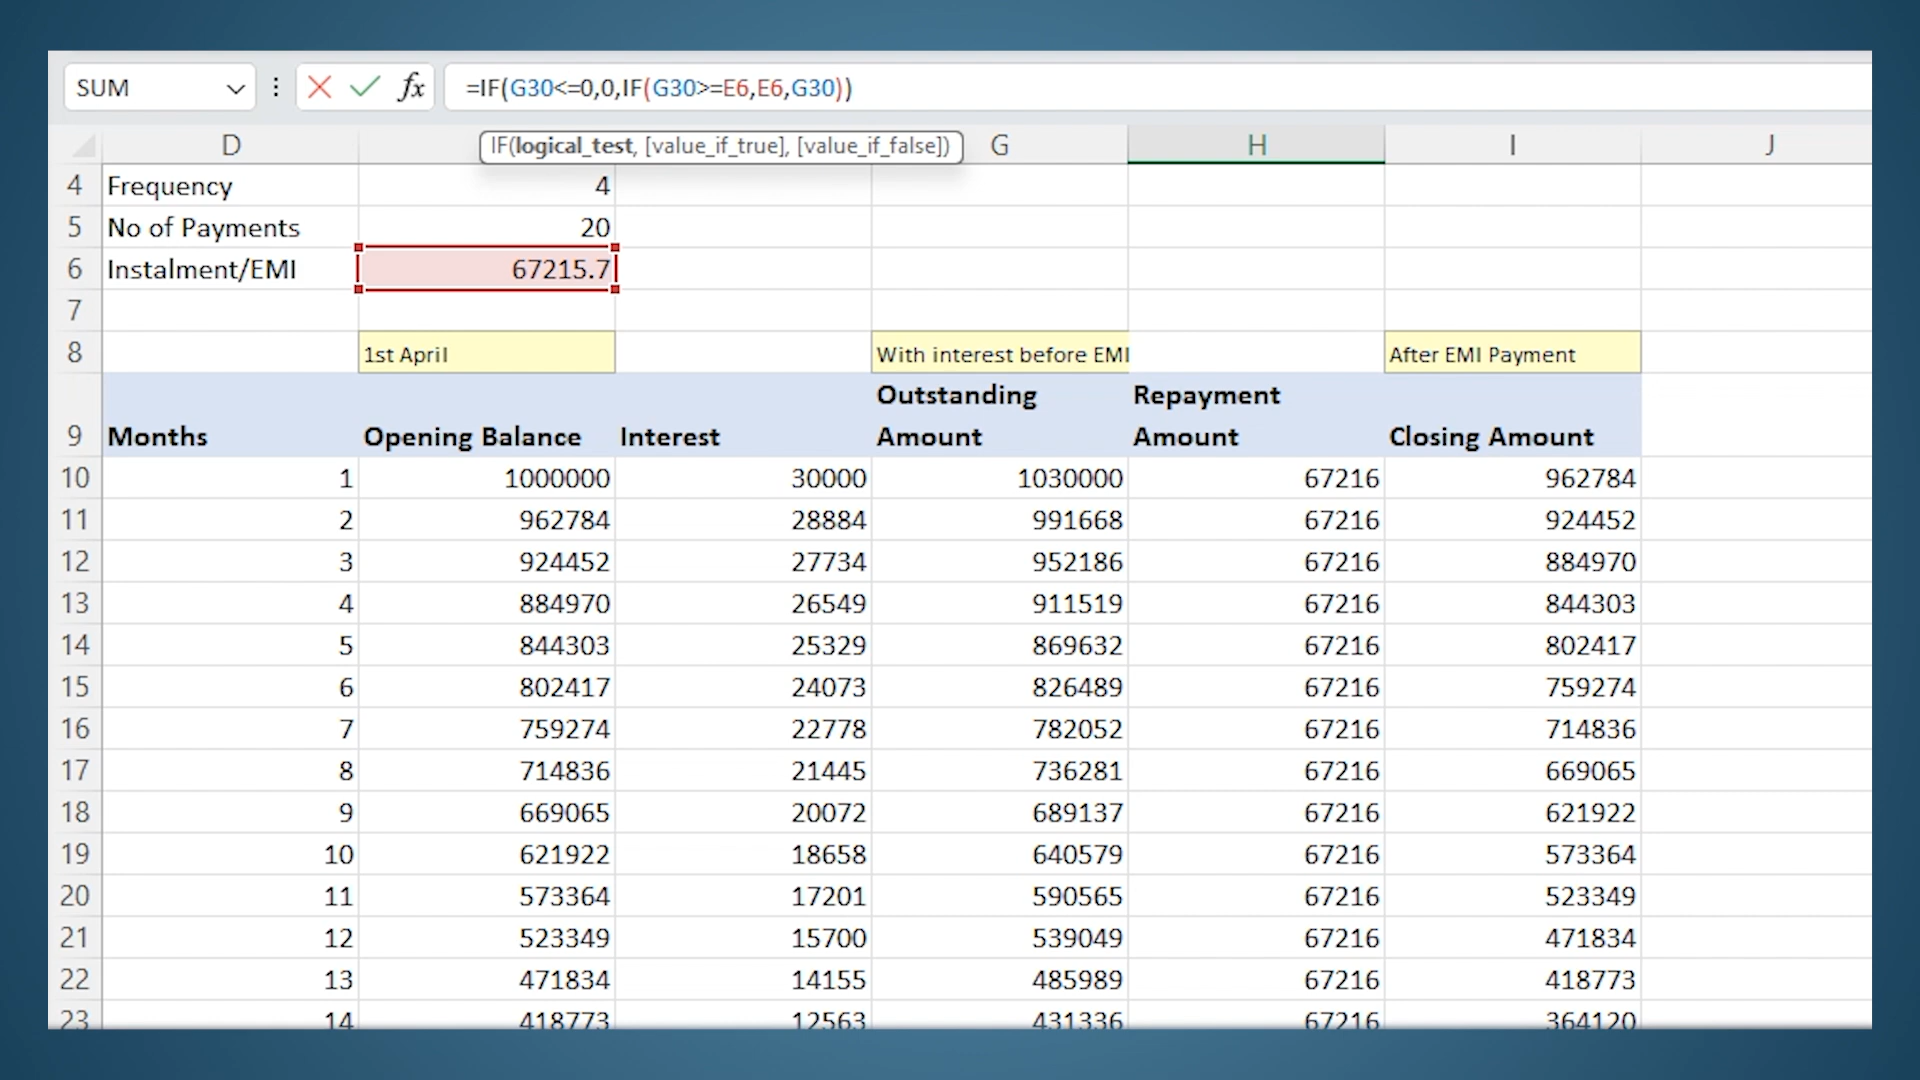 SUM fx =IF(G30<=0,0,IF(G30>=E6,E6,G30))
IF(logical_test, [value_if_true], [value_if_false])
D G H I J
4 Frequency 4
5 No of Payments 20
6 Instalment/EMI 67215.7
7
8 1st April With interest before EMI After EMI Payment
Outstanding Repayment
9 Months Opening Balance Interest Amount Amount Closing Amount
10 1 1000000 30000 1030000 67216 962784
11 2 962784 28884 991668 67216 924452
12 3 924452 27734 952186 67216 884970
13 4 884970 26549 911519 67216 844303
14 5 844303 25329 869632 67216 802417
15 6 802417 24073 826489 67216 759274
16 7 759274 22778 782052 67216 714836
17 8 714836 21445 736281 67216 669065
18 9 669065 20072 689137 67216 621922
19 10 621922 18658 640579 67216 573364
20 11 573364 17201 590565 67216 523349
21 12 523349 15700 539049 67216 471834
22 13 471834 14155 485989 67216 418773
23 14 418773 12563 431336 67216 364120